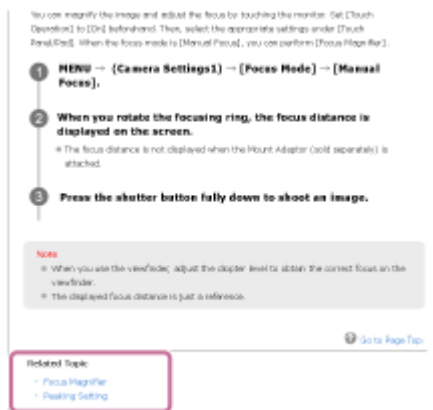 You can magnify the image and adjust the focus by touching the monitor. Set [Touch
Operation] to [On] beforehand. Then, select the appropriate settings under [Touch
Panel/Pad]. When the focus mode is [Manual Focus], you can perform [Focus Magnifier].
1 MENU → (Camera Settings1) → [Focus Mode] → [Manual
Focus].
2 When you rotate the focusing ring, the focus distance is
displayed on the screen.
The focus distance is not displayed when the Mount Adaptor (sold separately) is
attached.
3 Press the shutter button fully down to shoot an image.
Note
When you use the viewfinder, adjust the diopter level to obtain the correct focus on the
viewfinder.
The displayed focus distance is just a reference.
Go to Page Top
Related Topic
Focus Magnifier
Peaking Setting